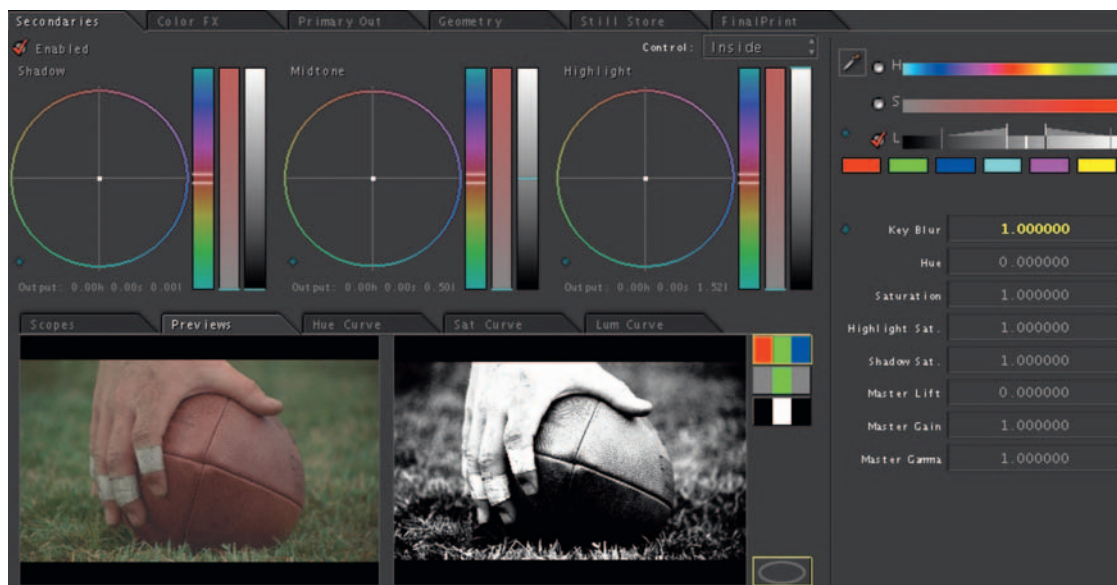 Secondaries Color FX Primary Out Geometry Still Store FinalPrint
Enabled
Control: Inside
Shadow Midtone Highlight
H
S
L
Output: 0.00h 0.00s 0.00l Output: 0.00h 0.00s 0.50l Output: 0.00h 0.00s 1.52l
Key Blur 1.000000
Hue 0.000000
Saturation 1.000000
Highlight Sat. 1.000000
Shadow Sat. 1.000000
Master Lift 0.000000
Master Gain 1.000000
Master Gamma 1.000000
Scopes Previews Hue Curve Sat Curve Lum Curve